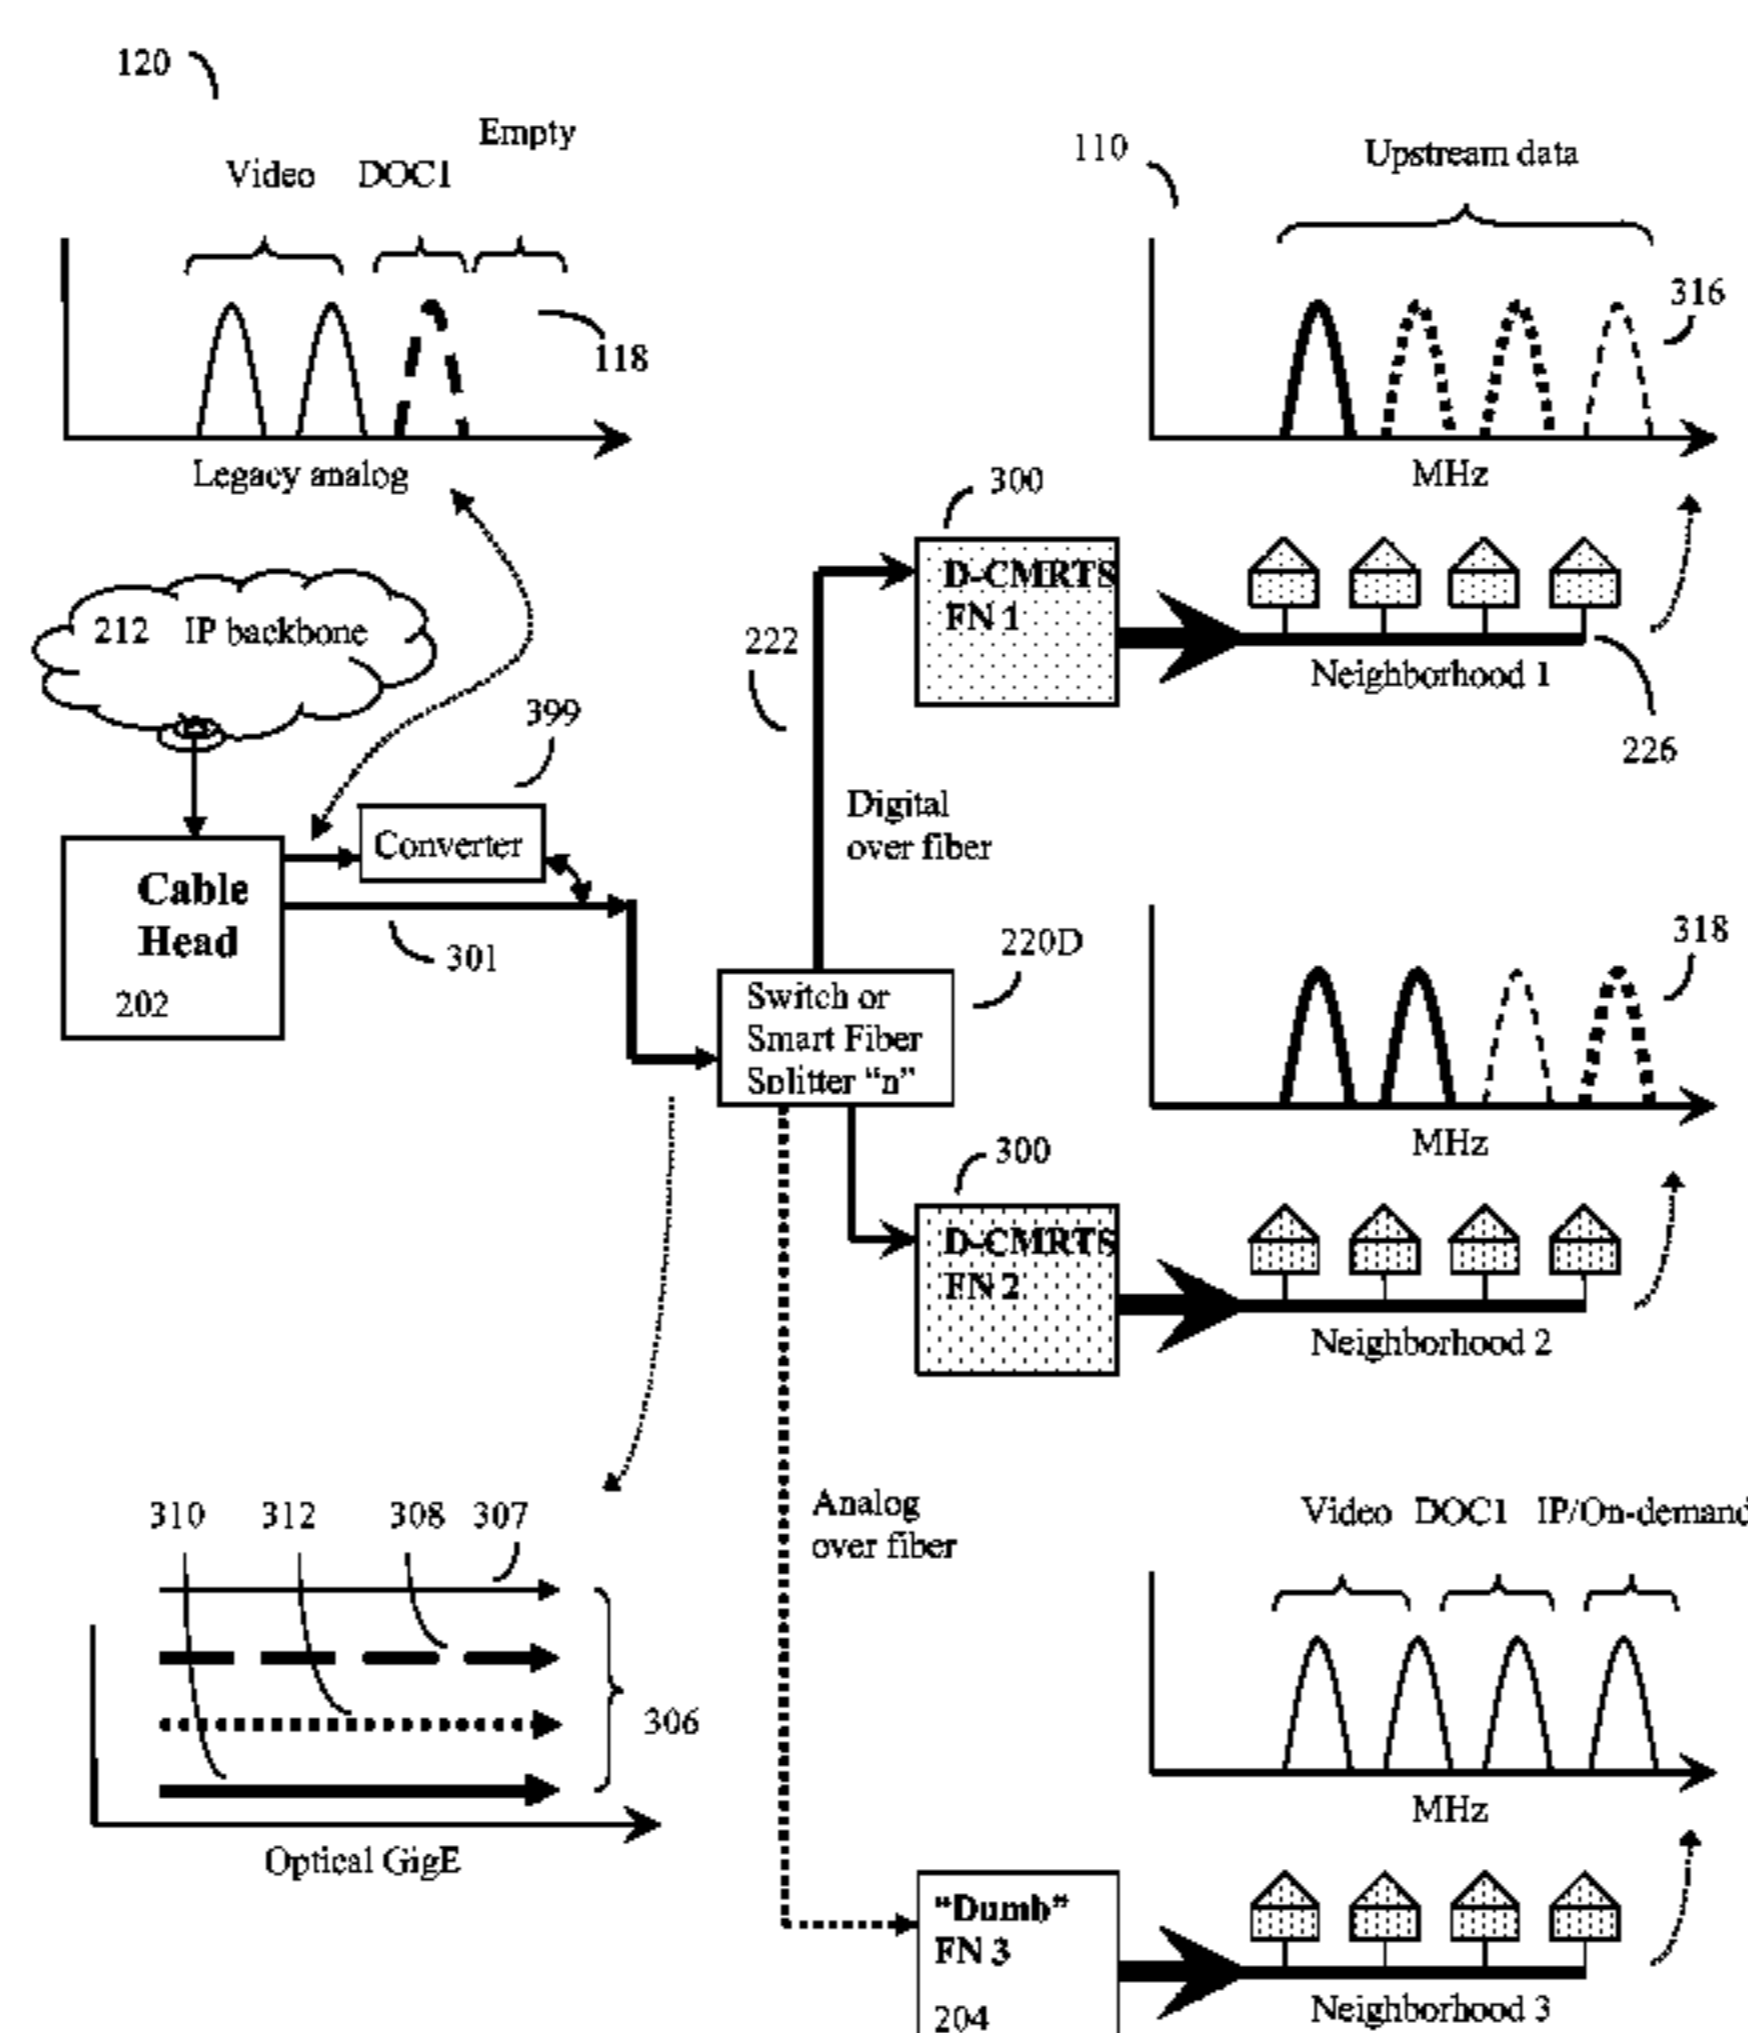 120
Empty
Video DOC1
118
Legacy analog
110
Upstream data
316
MHz
212 IP backbone
399
Converter
Cable
Head
202
301
222
Digital
over fiber
300
D-CMRTS
FN 1
Neighborhood 1
226
220D
Switch or
Smart Fiber
Splitter “n”
318
MHz
300
D-CMRTS
FN 2
Neighborhood 2
310 312 308 307
306
Optical GigE
Analog
over fiber
Video DOC1 IP/On-demand
MHz
“Dumb”
FN 3
204
Neighborhood 3